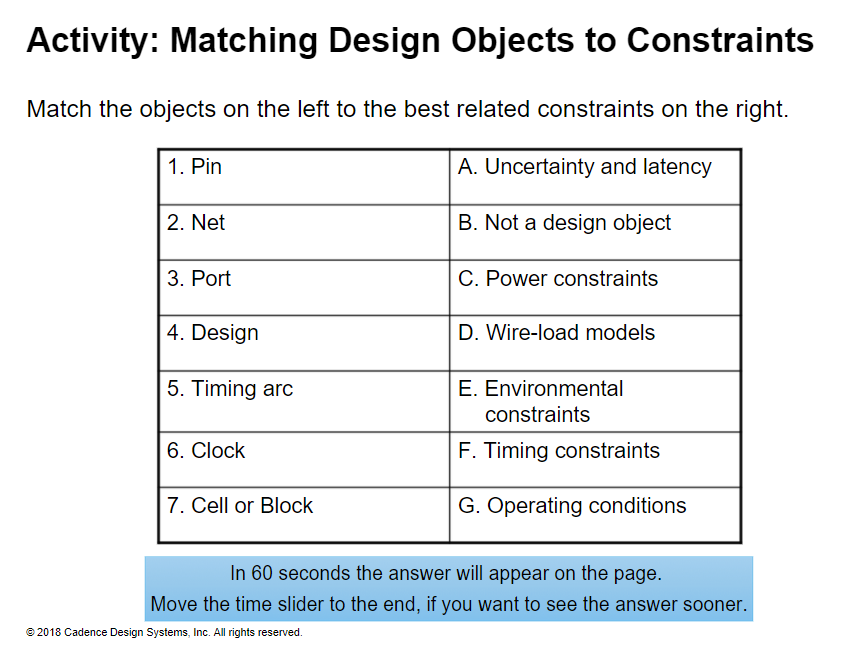 Activity: Matching Design Objects to Constraints
Match the objects on the left to the best related constraints on the right.
1. Pin
A. Uncertainty and latency
2. Net
B. Not a design object
3. Port
C. Power constraints
4. Design
D. Wire-load models
5. Timing arc
E. Environmental
constraints
6. Clock
F. Timing constraints
7. Cell or Block
G. Operating conditions
In 60 seconds the answer will appear on the page.
Move the time slider to the end, if you want to see the answer sooner.
© 2018 Cadence Design Systems, Inc. All rights reserved.